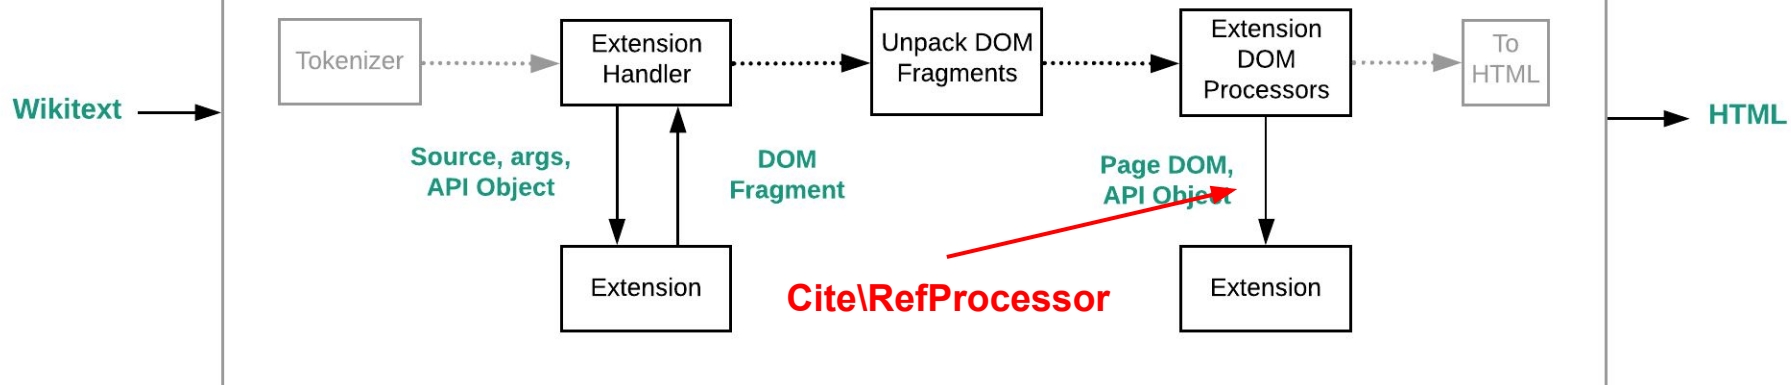 Wikitext
Tokenizer
Extension
Handler
Unpack DOM
Fragments
Extension
DOM
Processors
To
HTML
HTML
Source, args,
API Object
DOM
Fragment
Page DOM,
API Object
Extension
Cite\RefProcessor
Extension